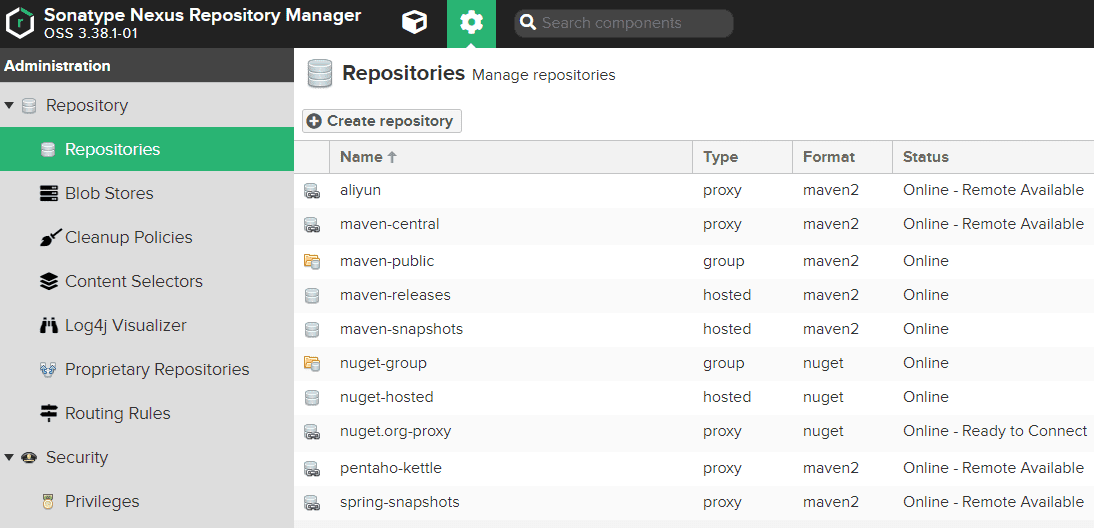 Sonatype Nexus Repository Manager
OSS 3.38.1-01
Search components
Administration
Repository
Repositories
Blob Stores
Cleanup Policies
Content Selectors
Log4j Visualizer
Proprietary Repositories
Routing Rules
Security
Privileges
Repositories Manage repositories
Create repository
Name Type Format Status
aliyun proxy maven2 Online - Remote Available
maven-central proxy maven2 Online - Remote Available
maven-public group maven2 Online
maven-releases hosted maven2 Online
maven-snapshots hosted maven2 Online
nuget-group group nuget Online
nuget-hosted hosted nuget Online
nuget.org-proxy proxy nuget Online - Ready to Connect
pentaho-kettle proxy maven2 Online - Remote Available
spring-snapshots proxy maven2 Online - Remote Available